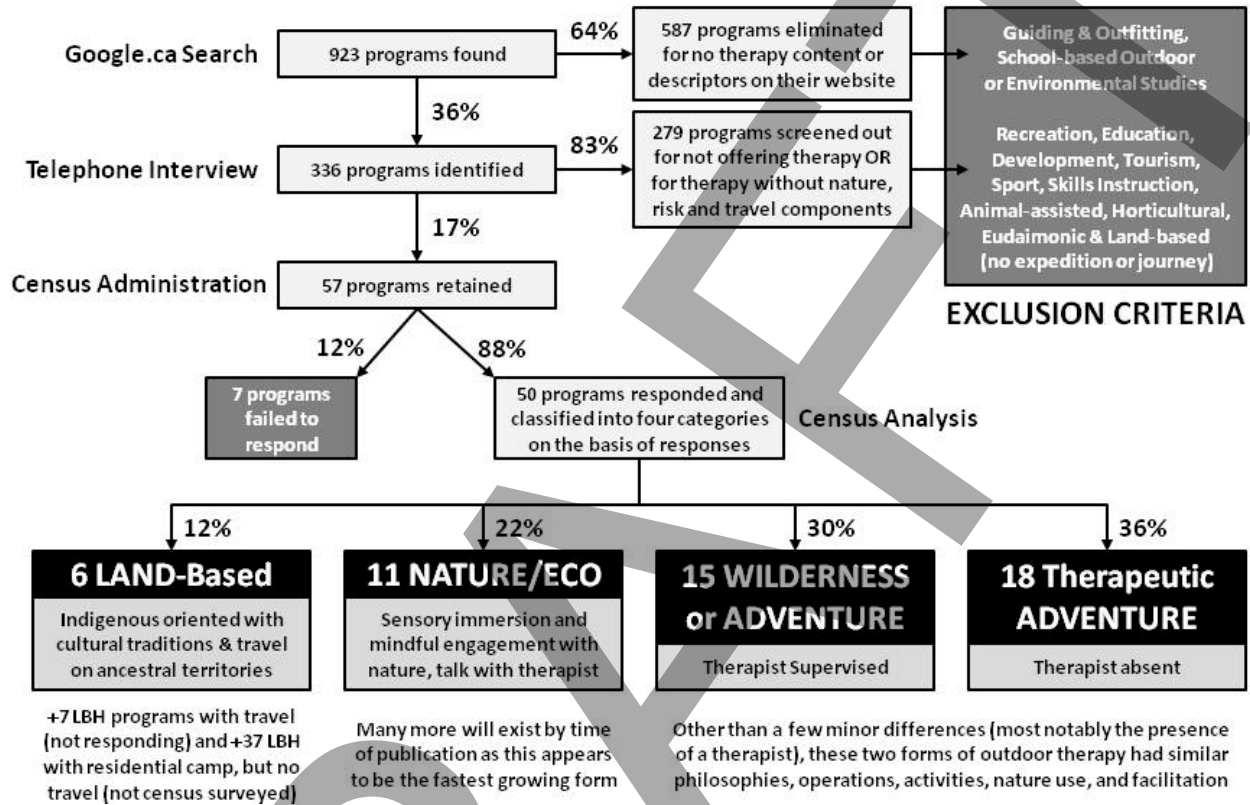 Google.ca Search
923 programs found
64%
587 programs eliminated
for no therapy content or
descriptors on their website
Guiding & Outfitting,
School-based Outdoor
or Environmental Studies
Recreation, Education,
Development, Tourism,
Sport, Skills Instruction,
Animal-assisted, Horticultural,
Eudaimonic & Land-based
(no expedition or journey)
EXCLUSION CRITERIA
36%
Telephone Interview
336 programs identified
83%
279 programs screened out
for not offering therapy OR
for therapy without nature,
risk and travel components
17%
Census Administration
57 programs retained
12%
88%
7 programs
failed to
respond
50 programs responded and
classified into four categories
on the basis of responses
Census Analysis
12%
6 LAND-Based
Indigenous oriented with
cultural traditions & travel
on ancestral territories
+7 LBH programs with travel
(not responding) and +37 LBH
with residential camp, but no
travel (not census surveyed)
22%
11 NATURE/ECO
Sensory immersion and
mindful engagement with
nature, talk with therapist
Many more will exist by time
of publication as this appears
to be the fastest growing form
30%
15 WILDERNESS
or ADVENTURE
Therapist Supervised
36%
18 Therapeutic
ADVENTURE
Therapist absent
Other than a few minor differences (most notably the presence
of a therapist), these two forms of outdoor therapy had similar
philosophies, operations, activities, nature use, and facilitation